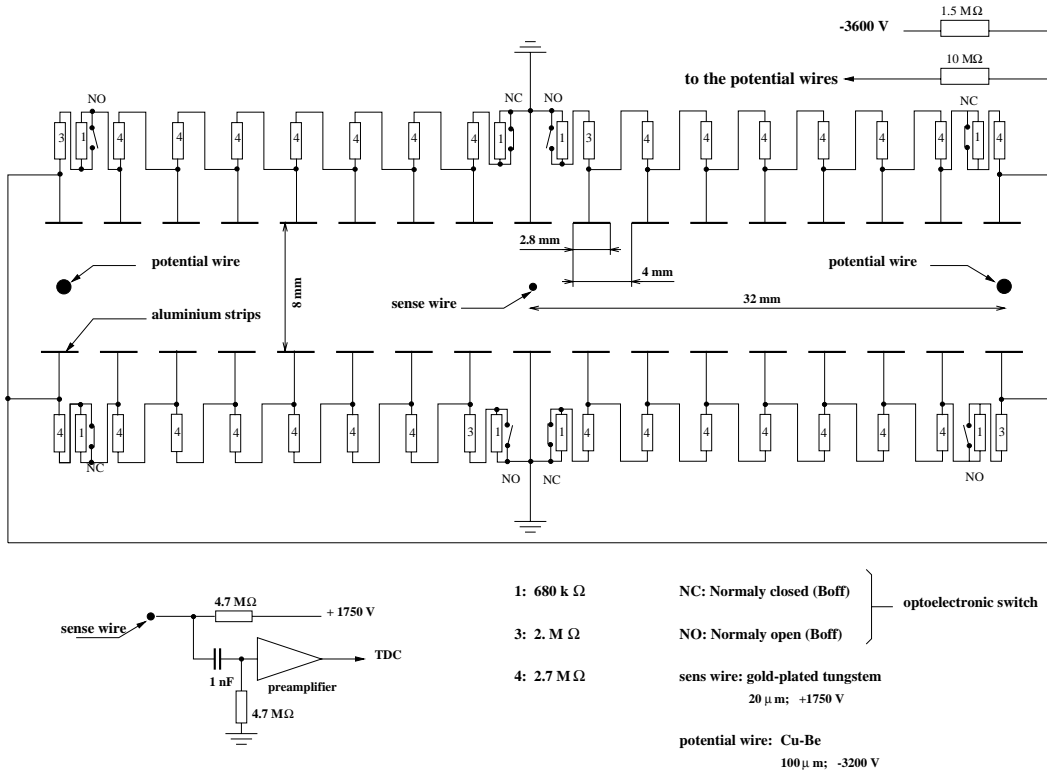 1.5 MΩ
-3600 V
10 MΩ
to the potential wires
NO
NC
NO
NC
3
1
4
4
4
4
4
4
4
1
1
3
4
4
4
4
4
4
1
4
2.8 mm
potential wire
4 mm
potential wire
8 mm
sense wire
32 mm
aluminium strips
4
1
4
4
4
4
4
4
3
1
1
4
4
4
4
4
4
4
1
3
NC
NO
NC
NO
1: 680 k Ω
NC: Normaly closed (Boff)
4.7 MΩ
+ 1750 V
optoelectronic switch
sense wire
3: 2. M Ω
NO: Normaly open (Boff)
TDC
1 nF
preamplifier
4: 2.7 M Ω
sens wire: gold-plated tungstem
20 μ m; +1750 V
4.7 MΩ
potential wire: Cu-Be
100 μ m; -3200 V